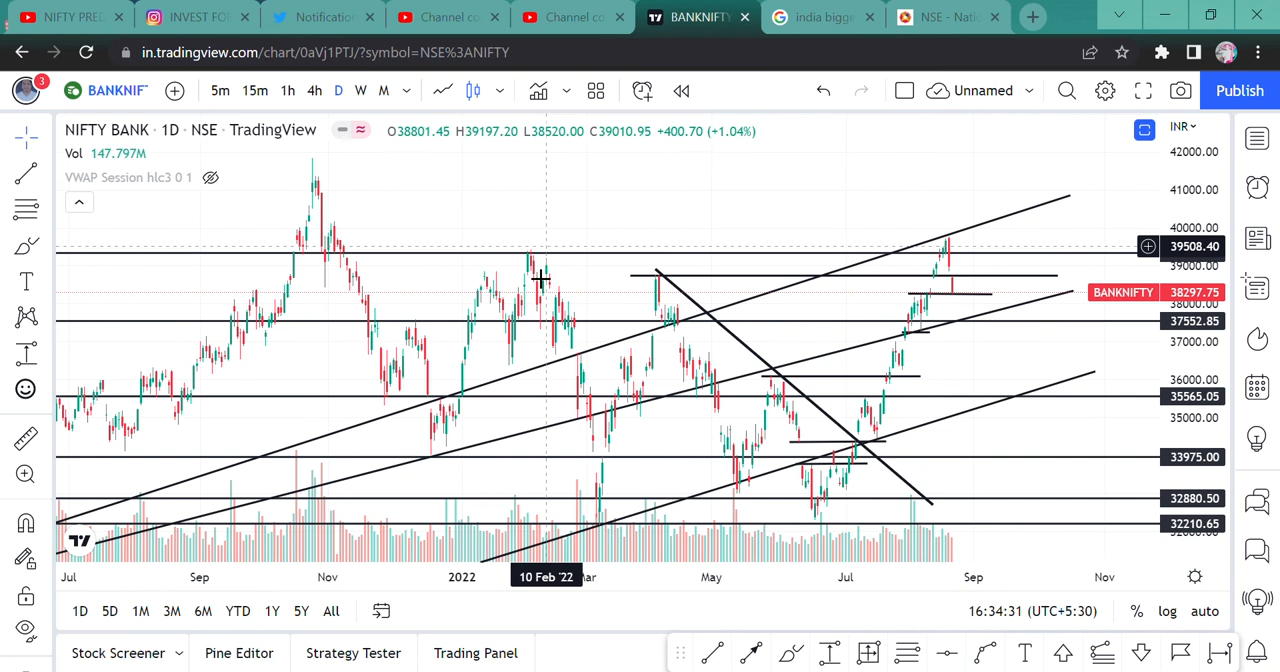 NIFTY PRED
INVEST FO
Notification
Channel co
Channel co
BANKNIFTY
india bigge
NSE - Nati
in.tradingview.com/chart/0aVj1PTJ/?symbol=NSE%3ANIFTY
3
BANKNIF
5m 15m 1h 4h D W M
Unnamed
Publish
NIFTY BANK · 1D · NSE · TradingView
O38801.45 H39197.20 L38520.00 C39010.95 +400.70 (+1.04%)
INR
Vol 147.797M
VWAP Session hlc3 0 1
42000.00
41000.00
40000.00
39508.40
39000.00
BANKNIFTY 38297.75
38000.00
37552.85
37000.00
36000.00
35565.05
35000.00
33975.00
32880.50
32210.65
Jul Sep Nov 2022 10 Feb '22 Mar May Jul Sep Nov
1D 5D 1M 3M 6M YTD 1Y 5Y All
16:34:31 (UTC+5:30) % log auto
Stock Screener Pine Editor Strategy Tester Trading Panel